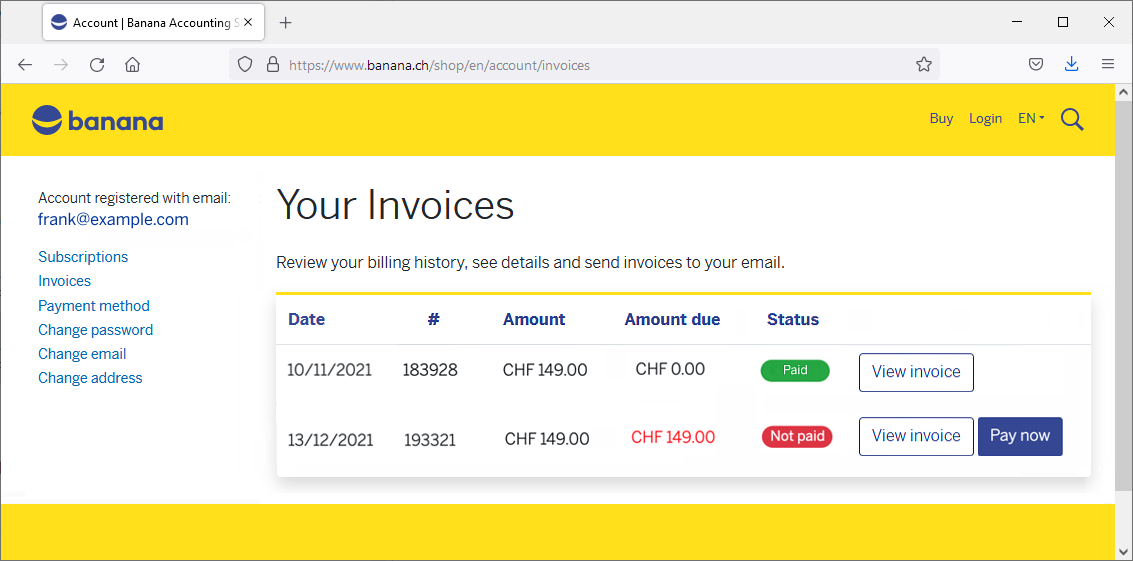 Account | Banana Accounting S
https://www.banana.ch/shop/en/account/invoices
banana
Buy Login EN
Account registered with email:
frank@example.com
Subscriptions
Invoices
Payment method
Change password
Change email
Change address
Your Invoices
Review your billing history, see details and send invoices to your email.
Date # Amount Amount due Status
10/11/2021 183928 CHF 149.00 CHF 0.00 Paid View invoice
13/12/2021 193321 CHF 149.00 CHF 149.00 Not paid View invoice Pay now